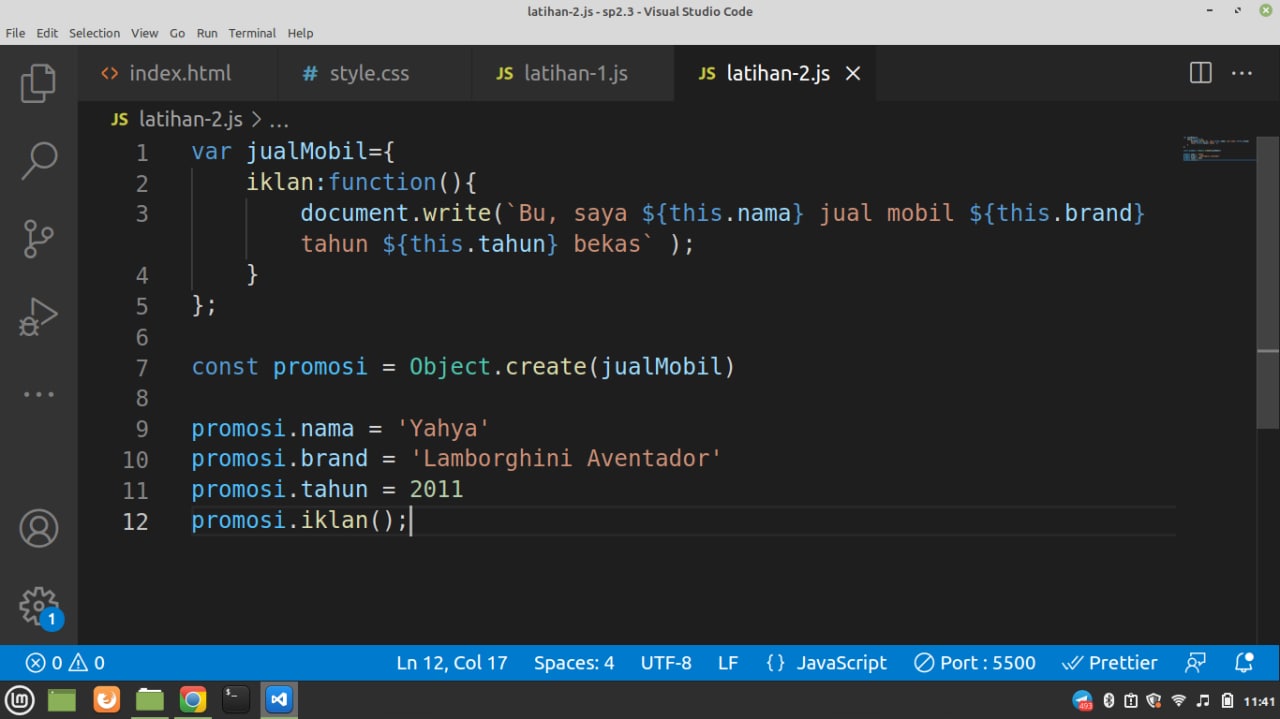 latihan-2.js - sp2.3 - Visual Studio Code
File Edit Selection View Go Run Terminal Help
<> index.html # style.css JS latihan-1.js JS latihan-2.js
JS latihan-2.js > ...
1 var jualMobil={
2     iklan:function(){
3         document.write(`Bu, saya ${this.nama} jual mobil ${this.brand}
        tahun ${this.tahun} bekas` );
4     }
5 };
6
7 const promosi = Object.create(jualMobil)
8
9 promosi.nama = 'Yahya'
10 promosi.brand = 'Lamborghini Aventador'
11 promosi.tahun = 2011
12 promosi.iklan();
1
0 0 Ln 12, Col 17 Spaces: 4 UTF-8 LF {} JavaScript Port : 5500 Prettier
493 11:41